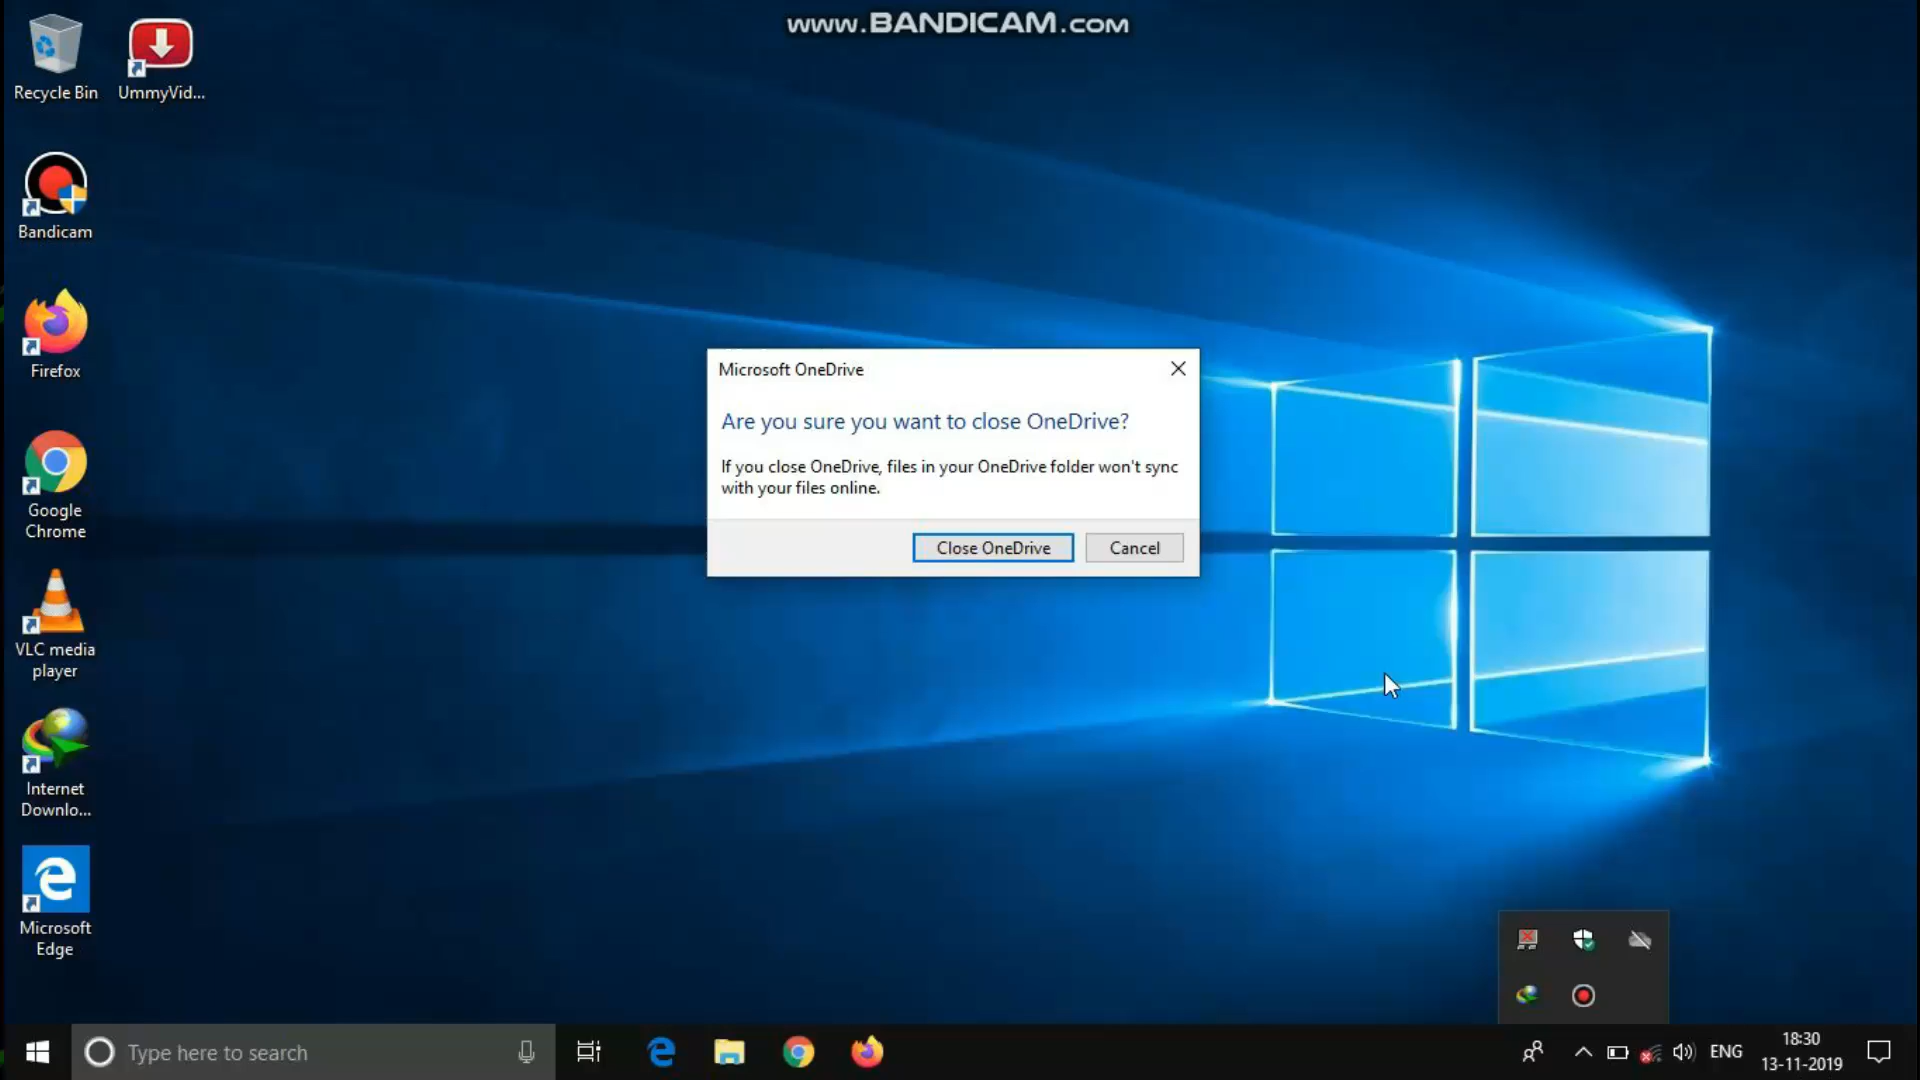 www.BANDICAM.com
Recycle Bin
UmmyVid...
Bandicam
Firefox
Google
Chrome
VLC media
player
Internet
Downlo...
Microsoft
Edge
Microsoft OneDrive
Are you sure you want to close OneDrive?
If you close OneDrive, files in your OneDrive folder won't sync
with your files online.
Close OneDrive
Cancel
Type here to search
ENG
18:30
13-11-2019